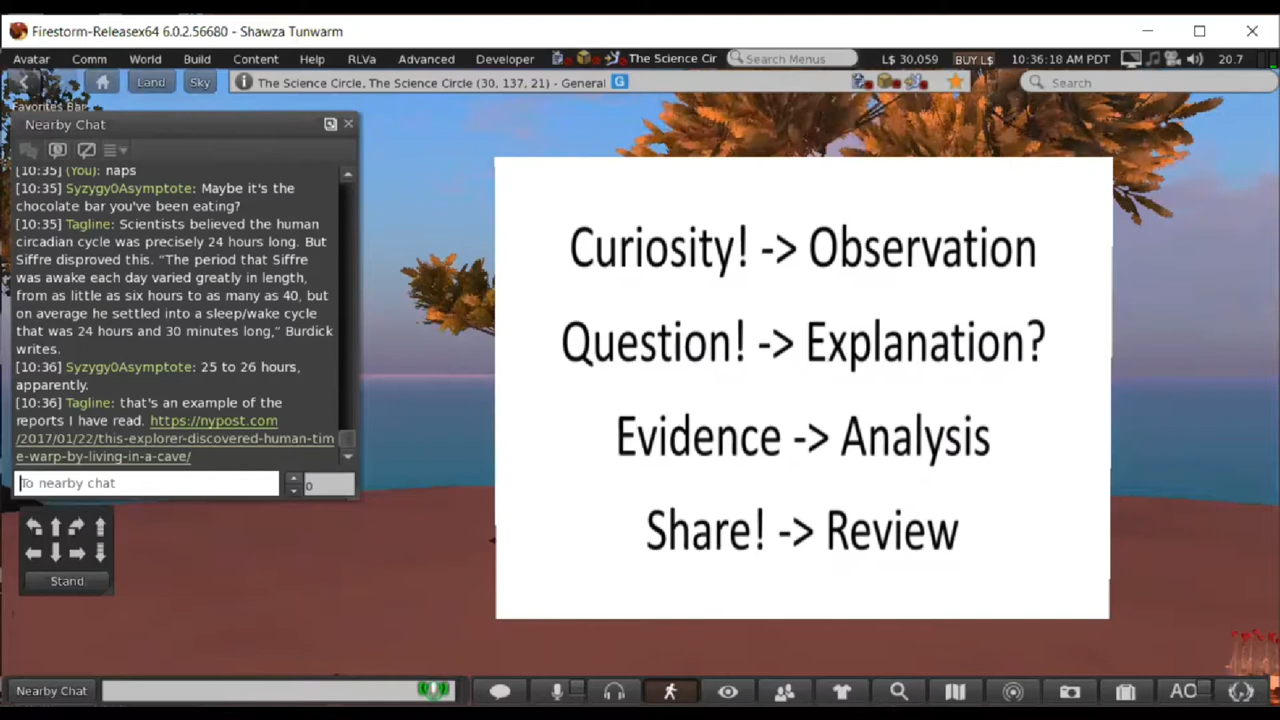 Firestorm-Releasex64 6.0.2.56680 - Shawza Tunwarm
Avatar Comm World Build Content Help RLVa Advanced Developer The Science Cir Search Menus L$ 30,059 BUY L$ 10:36:18 AM PDT 20.7
Land Sky The Science Circle, The Science Circle (30, 137, 21) - General G Search
Favorites Bar
Nearby Chat
[10:35] (You): naps
[10:35] Syzygy0Asymptote: Maybe it's the
chocolate bar you've been eating?
[10:35] Tagline: Scientists believed the human
circadian cycle was precisely 24 hours long. But
Siffre disproved this. “The period that Siffre
was awake each day varied greatly in length,
from as little as six hours to as many as 40, but
on average he settled into a sleep/wake cycle
that was 24 hours and 30 minutes long,” Burdick
writes.
[10:36] Syzygy0Asymptote: 25 to 26 hours,
apparently.
[10:36] Tagline: that's an example of the
reports I have read. https://nypost.com
/2017/01/22/this-explorer-discovered-human-tim
e-warp-by-living-in-a-cave/
To nearby chat
0
Stand
Curiosity! -> Observation
Question! -> Explanation?
Evidence -> Analysis
Share! -> Review
Nearby Chat
AO